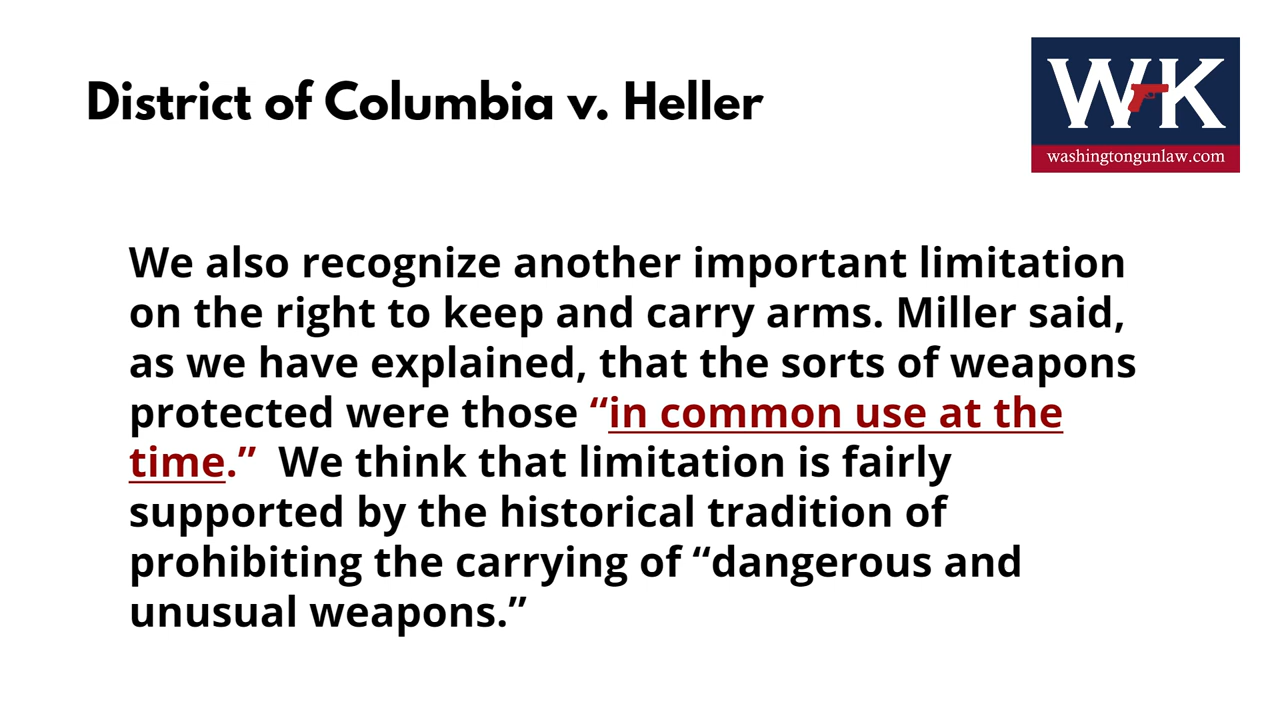 District of Columbia v. Heller
WK
washingtongunlaw.com
We also recognize another important limitation
on the right to keep and carry arms. Miller said,
as we have explained, that the sorts of weapons
protected were those “in common use at the
time.”  We think that limitation is fairly
supported by the historical tradition of
prohibiting the carrying of “dangerous and
unusual weapons.”